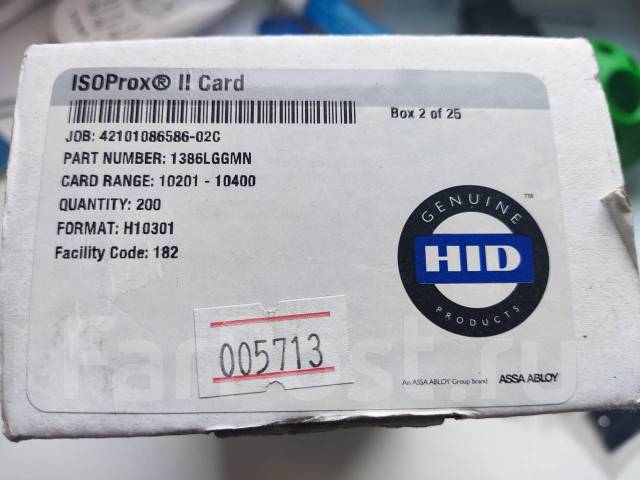 ISOProx® II Card
Box 2 of 25
JOB: 42101086586-02C
PART NUMBER: 1386LGGMN
CARD RANGE: 10201 - 10400
QUANTITY: 200
FORMAT: H10301
Facility Code: 182
GENUINE
™
HID
PRODUCTS
005713
An ASSA ABLOY Group brand
ASSA ABLOY
farpost.ru